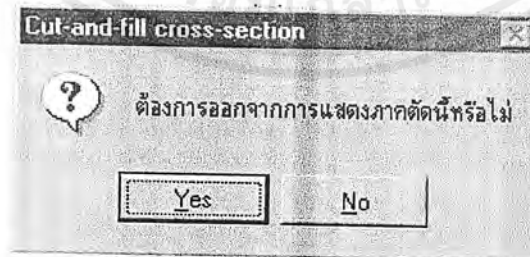 Cut-and-fill cross-section
ต้องการออกจากการแสดงภาคตัดนี้หรือไม่
Yes
No